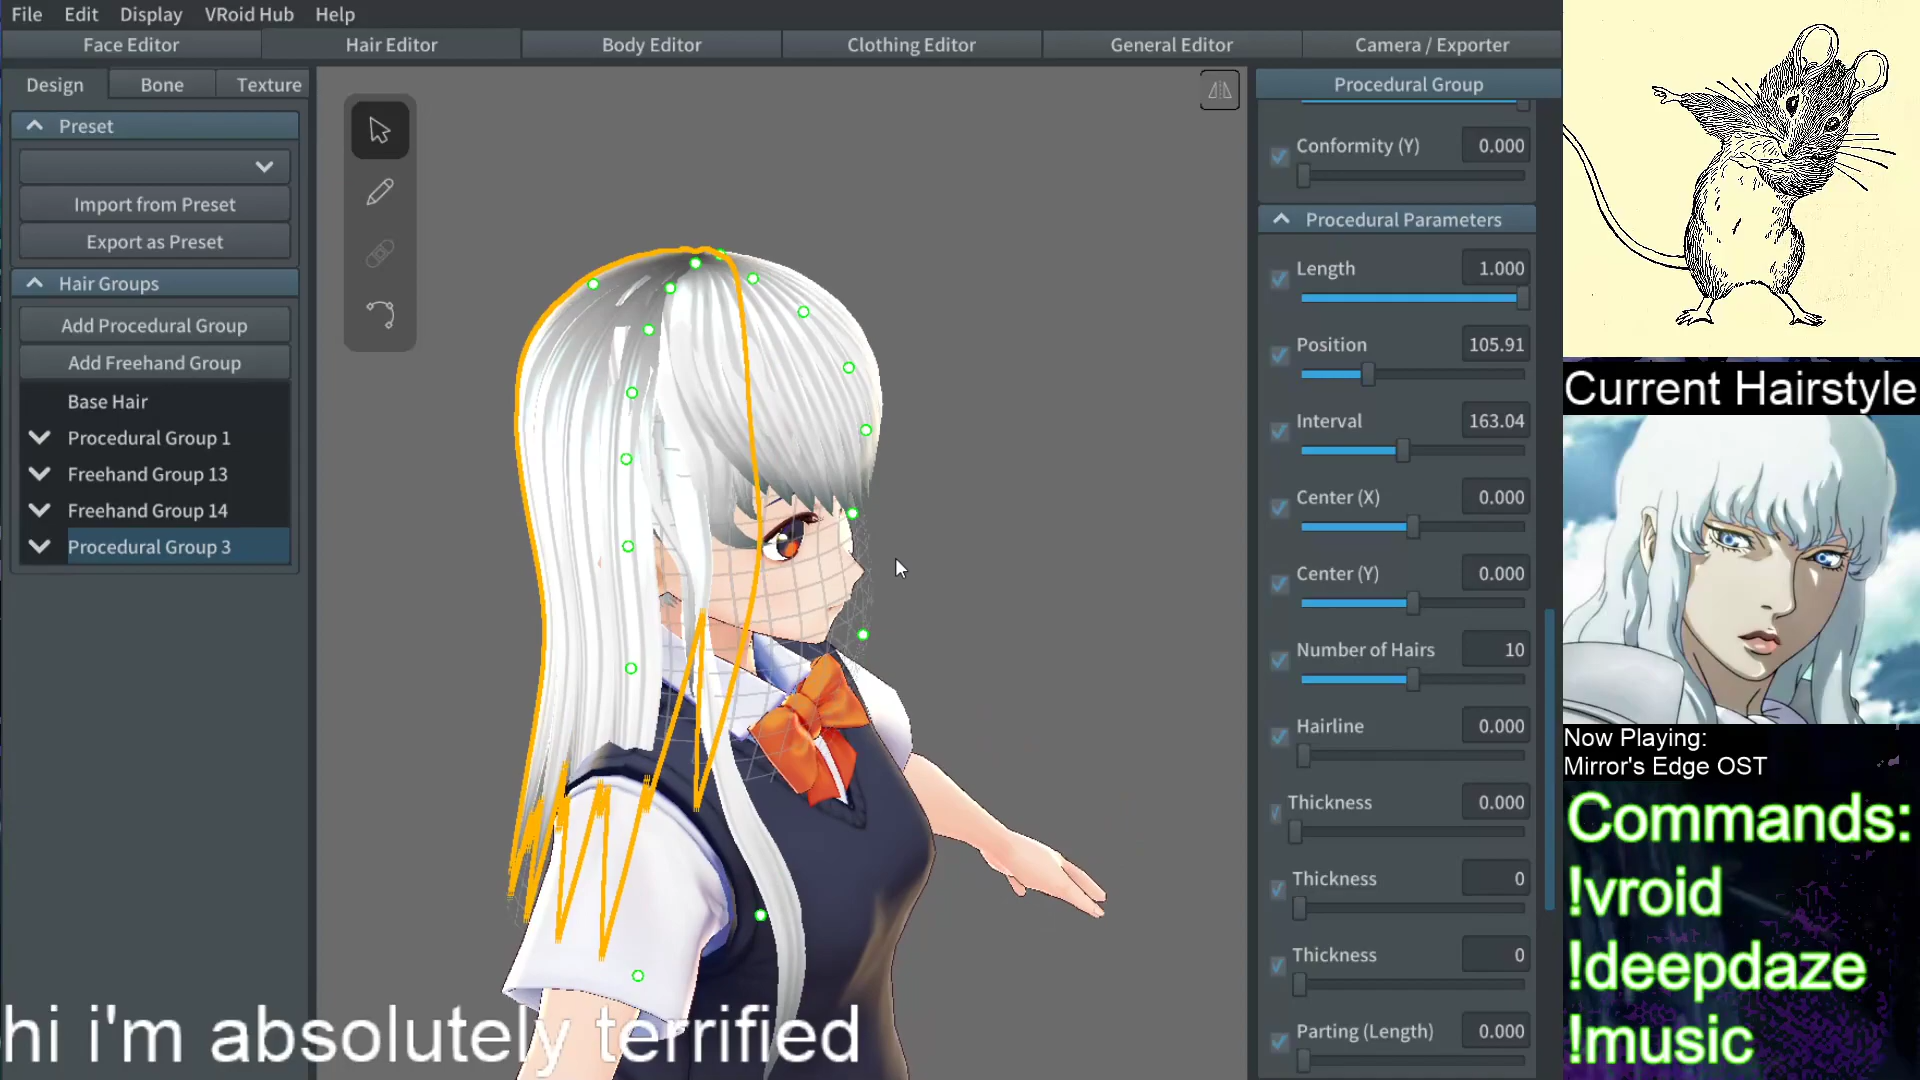 File Edit Display VRoid Hub Help
Face Editor Hair Editor Body Editor Clothing Editor General Editor Camera / Exporter
Design Bone Texture
Preset
Import from Preset
Export as Preset
Hair Groups
Add Procedural Group
Add Freehand Group
Base Hair
Procedural Group 1
Freehand Group 13
Freehand Group 14
Procedural Group 3
Procedural Group
Conformity (Y) 0.000
Procedural Parameters
Length 1.000
Position 105.91
Interval 163.04
Center (X) 0.000
Center (Y) 0.000
Number of Hairs 10
Hairline 0.000
Thickness 0.000
Thickness 0
Thickness 0
Parting (Length) 0.000
Current Hairstyle
Now Playing:
Mirror's Edge OST
Commands:
!vroid
!deepdaze
!music
hi i'm absolutely terrified